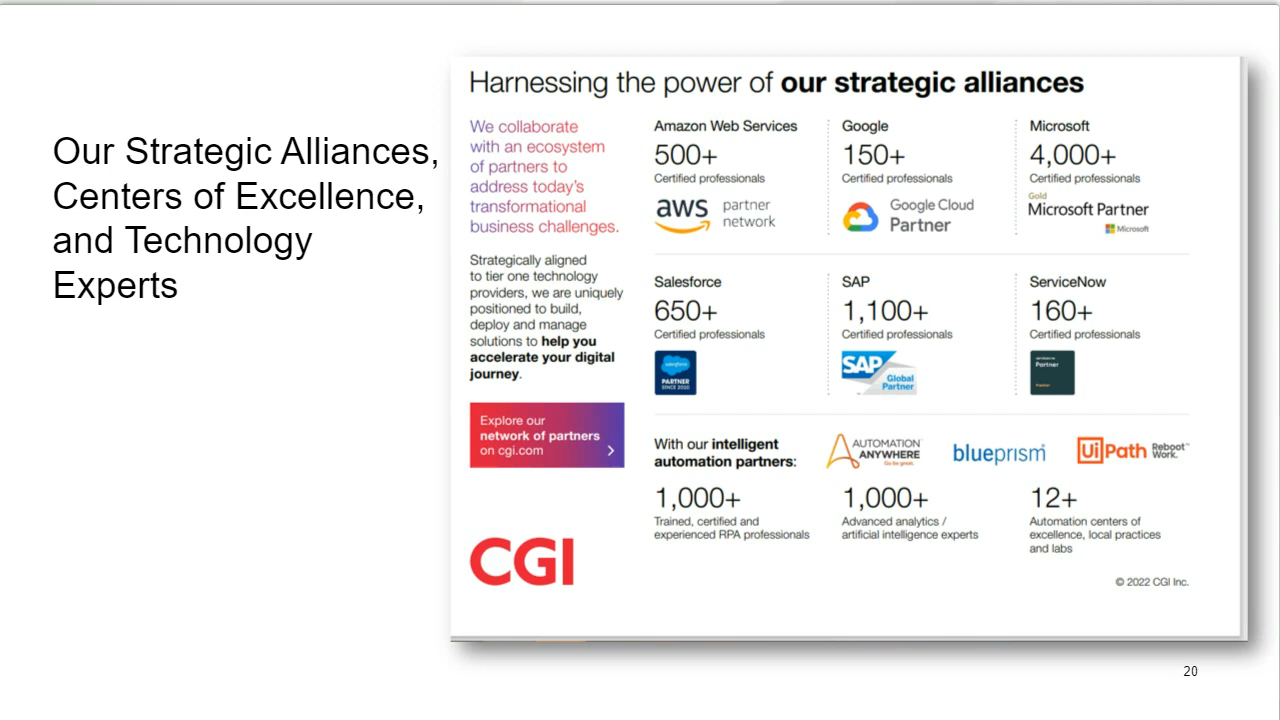 Our Strategic Alliances,
Centers of Excellence,
and Technology
Experts
Harnessing the power of our strategic alliances
We collaborate
with an ecosystem
of partners to
address today's
transformational
business challenges.
Strategically aligned
to tier one technology
providers, we are uniquely
positioned to build,
deploy and manage
solutions to help you
accelerate your digital
journey.
Explore our
network of partners
on cgi.com
CGI
Amazon Web Services
500+
Certified professionals
aws partner
network
Google
150+
Certified professionals
Google Cloud
Partner
Microsoft
4,000+
Certified professionals
Gold
Microsoft Partner
Microsoft
Salesforce
650+
Certified professionals
salesforce
PARTNER
SINCE 2010
SAP
1,100+
Certified professionals
SAP
Global
Partner
ServiceNow
160+
Certified professionals
Partner
With our intelligent
automation partners:
AUTOMATION
ANYWHERE
Go be great.
blueprism
UiPath Reboot™
Work.
1,000+
Trained, certified and
experienced RPA professionals
1,000+
Advanced analytics /
artificial intelligence experts
12+
Automation centers of
excellence, local practices
and labs
© 2022 CGI Inc.
20